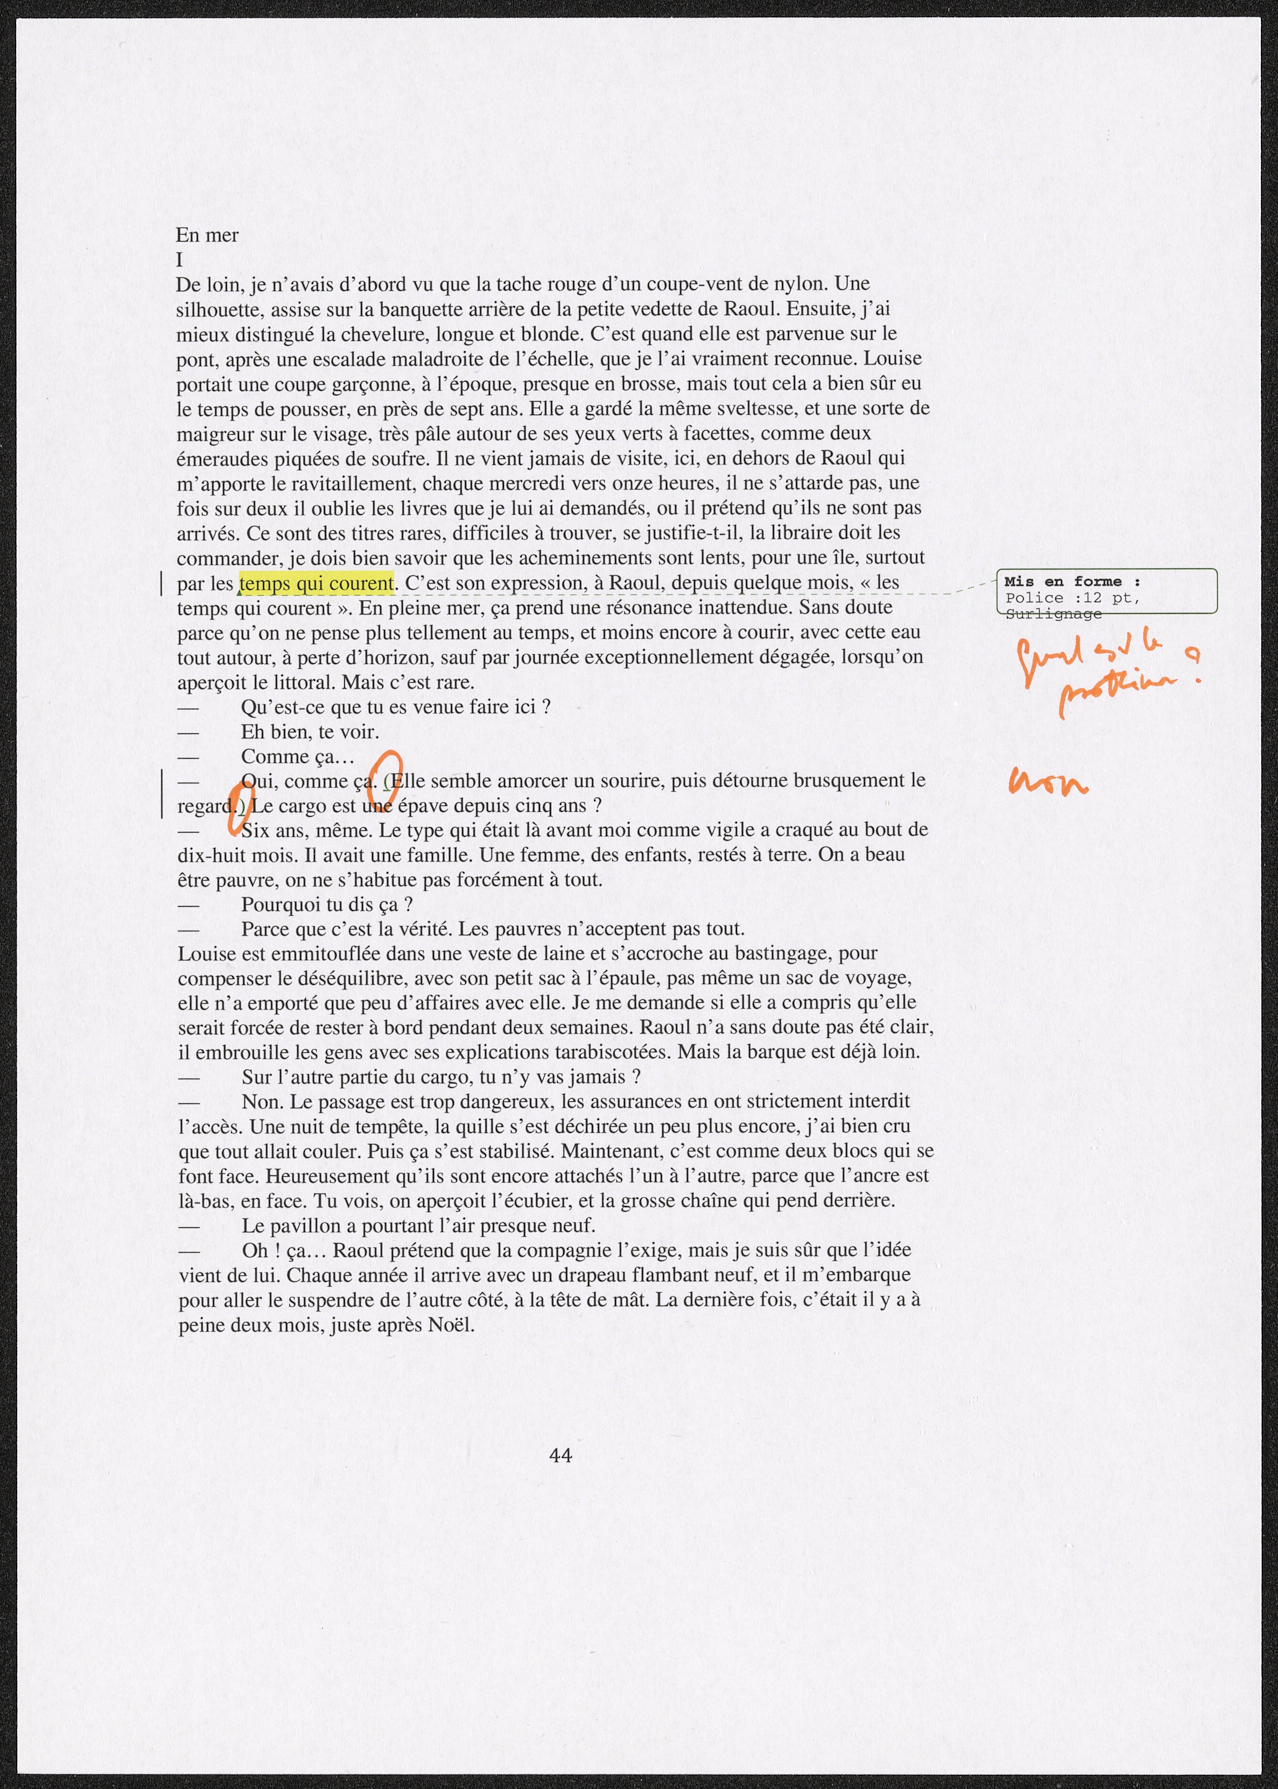 En mer
I
De loin, je n’avais d’abord vu que la tache rouge d’un coupe-vent de nylon. Une
silhouette, assise sur la banquette arrière de la petite vedette de Raoul. Ensuite, j’ai
mieux distingué la chevelure, longue et blonde. C’est quand elle est parvenue sur le
pont, après une escalade maladroite de l’échelle, que je l’ai vraiment reconnue. Louise
portait une coupe garçonne, à l’époque, presque en brosse, mais tout cela a bien sûr eu
le temps de pousser, en près de sept ans. Elle a gardé la même sveltesse, et une sorte de
maigreur sur le visage, très pâle autour de ses yeux verts à facettes, comme deux
émeraudes piquées de soufre. Il ne vient jamais de visite, ici, en dehors de Raoul qui
m’apporte le ravitaillement, chaque mercredi vers onze heures, il ne s’attarde pas, une
fois sur deux il oublie les livres que je lui ai demandés, ou il prétend qu’ils ne sont pas
arrivés. Ce sont des titres rares, difficiles à trouver, se justifie-t-il, la libraire doit les
commander, je dois bien savoir que les acheminements sont lents, pour une île, surtout
par les temps qui courent. C’est son expression, à Raoul, depuis quelque mois, « les
temps qui courent ». En pleine mer, ça prend une résonance inattendue. Sans doute
parce qu’on ne pense plus tellement au temps, et moins encore à courir, avec cette eau
tout autour, à perte d’horizon, sauf par journée exceptionnellement dégagée, lorsqu’on
aperçoit le littoral. Mais c’est rare.
— Qu’est-ce que tu es venue faire ici ?
— Eh bien, te voir.
— Comme ça…
— Oui, comme ça. (Elle semble amorcer un sourire, puis détourne brusquement le
regard.) Le cargo est une épave depuis cinq ans ?
— Six ans, même. Le type qui était là avant moi comme vigile a craqué au bout de
dix-huit mois. Il avait une famille. Une femme, des enfants, restés à terre. On a beau
être pauvre, on ne s’habitue pas forcément à tout.
— Pourquoi tu dis ça ?
— Parce que c’est la vérité. Les pauvres n’acceptent pas tout.
Louise est emmitouflée dans une veste de laine et s’accroche au bastingage, pour
compenser le déséquilibre, avec son petit sac à l’épaule, pas même un sac de voyage,
elle n’a emporté que peu d’affaires avec elle. Je me demande si elle a compris qu’elle
serait forcée de rester à bord pendant deux semaines. Raoul n’a sans doute pas été clair,
il embrouille les gens avec ses explications tarabiscotées. Mais la barque est déjà loin.
— Sur l’autre partie du cargo, tu n’y vas jamais ?
— Non. Le passage est trop dangereux, les assurances en ont strictement interdit
l’accès. Une nuit de tempête, la quille s’est déchirée un peu plus encore, j’ai bien cru
que tout allait couler. Puis ça s’est stabilisé. Maintenant, c’est comme deux blocs qui se
font face. Heureusement qu’ils sont encore attachés l’un à l’autre, parce que l’ancre est
là-bas, en face. Tu vois, on aperçoit l’écubier, et la grosse chaîne qui pend derrière.
— Le pavillon a pourtant l’air presque neuf.
— Oh ! ça… Raoul prétend que la compagnie l’exige, mais je suis sûr que l’idée
vient de lui. Chaque année il arrive avec un drapeau flambant neuf, et il m’embarque
pour aller le suspendre de l’autre côté, à la tête de mât. La dernière fois, c’était il y a à
peine deux mois, juste après Noël.
Mis en forme :
Police :12 pt,
Surlignage
Quel est le
problème ?
non
44